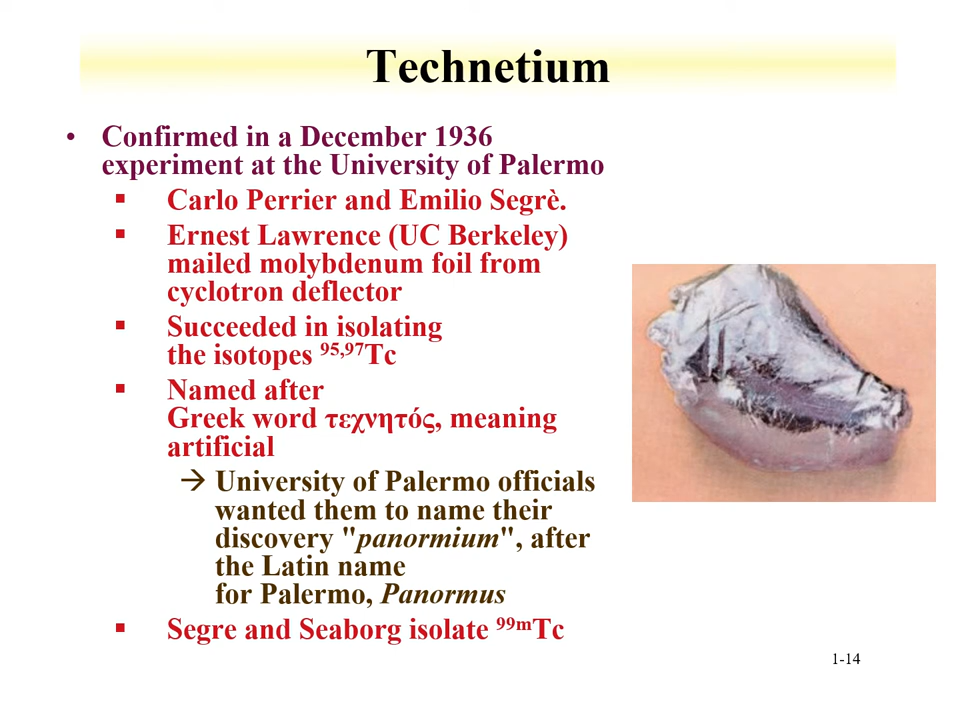 Technetium
• Confirmed in a December 1936
experiment at the University of Palermo
▪ Carlo Perrier and Emilio Segrè.
▪ Ernest Lawrence (UC Berkeley)
mailed molybdenum foil from
cyclotron deflector
▪ Succeeded in isolating
the isotopes ⁹⁵,⁹⁷Tc
▪ Named after
Greek word τεχνητός, meaning
artificial
→ University of Palermo officials
wanted them to name their
discovery "panormium", after
the Latin name
for Palermo, Panormus
▪ Segre and Seaborg isolate ⁹⁹ᵐTc
1-14